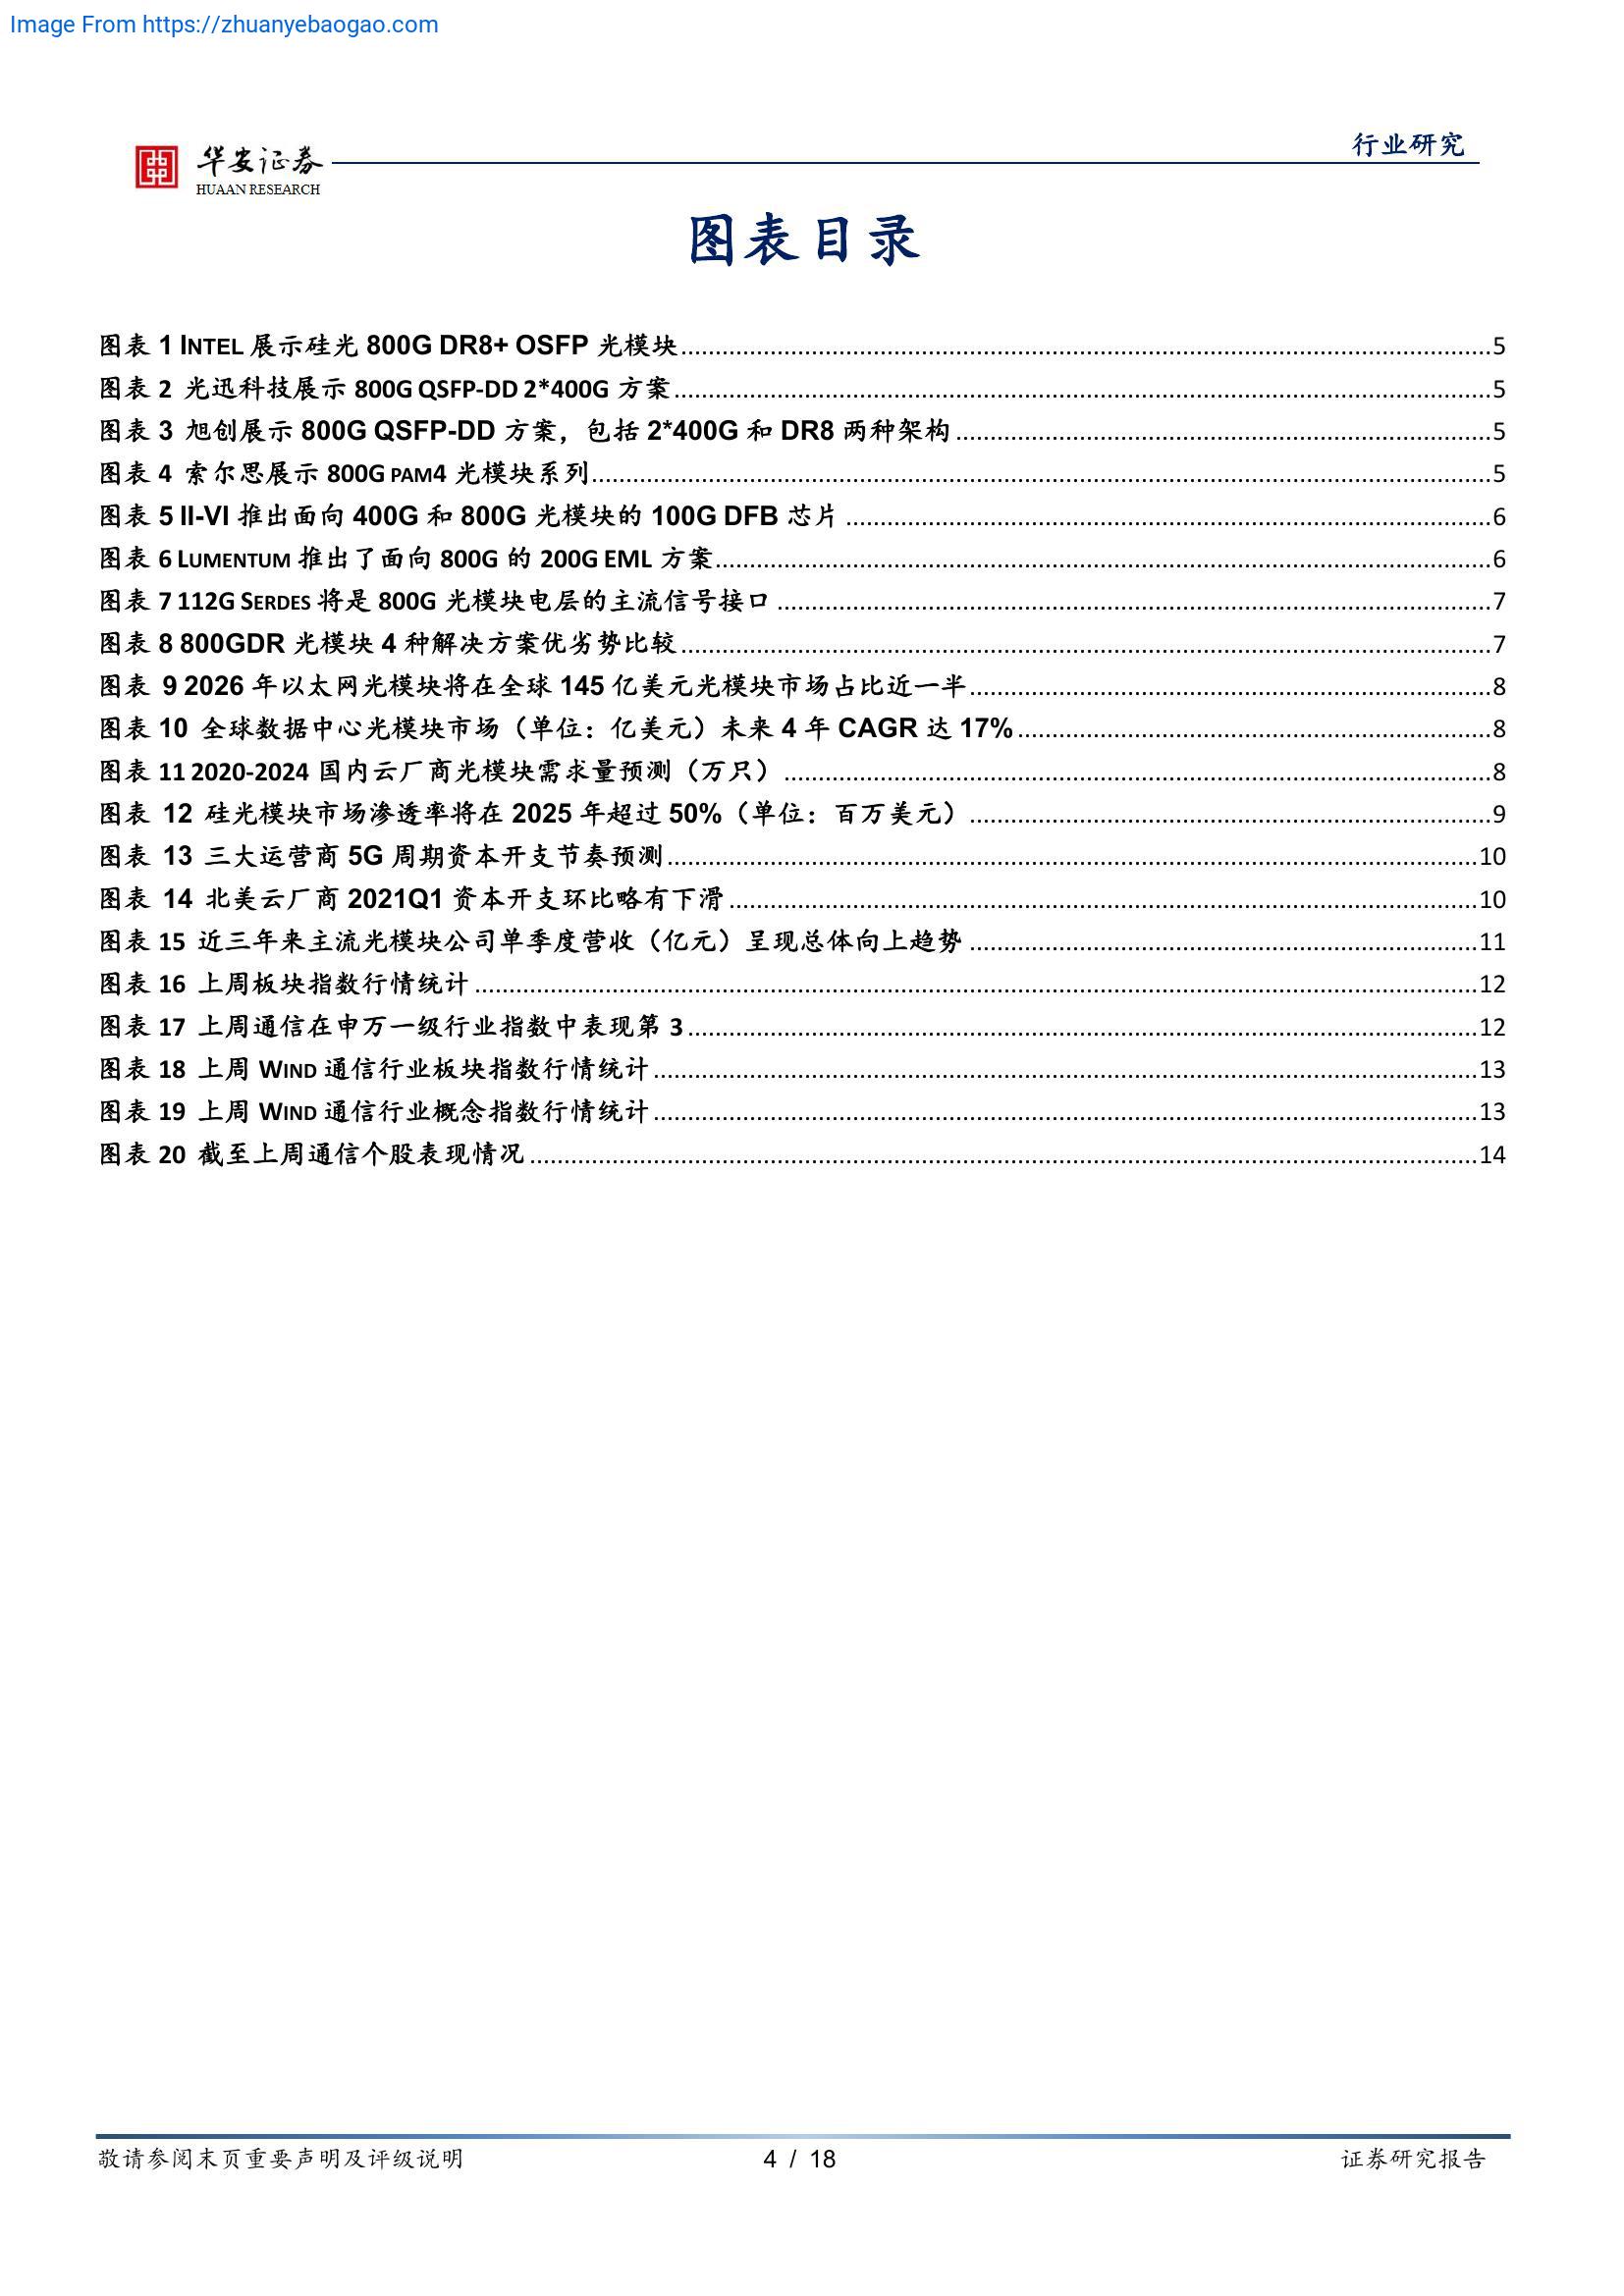 Image From https://zhuanyebaogao.com
行业研究
华安证券
HUAAN RESEARCH
图表目录
图表 1 INTEL 展示硅光 800G DR8+ OSFP 光模块................5
图表 2 光迅科技展示 800G QSFP-DD 2*400G 方案................5
图表 3 旭创展示 800G QSFP-DD 方案，包括 2*400G 和 DR8 两种架构................5
图表 4 索尔思展示 800G PAM4 光模块系列................5
图表 5 II-VI 推出面向 400G 和 800G 光模块的 100G DFB 芯片................6
图表 6 LUMENTUM 推出了面向 800G 的 200G EML 方案................6
图表 7 112G SERDES 将是 800G 光模块电层的主流信号接口................7
图表 8 800GDR 光模块 4 种解决方案优劣势比较................7
图表 9 2026 年以太网光模块将在全球 145 亿美元光模块市场占比近一半................8
图表 10 全球数据中心光模块市场（单位：亿美元）未来 4 年 CAGR 达 17%................8
图表 11 2020-2024 国内云厂商光模块需求量预测（万只）................8
图表 12 硅光模块市场渗透率将在 2025 年超过 50%（单位：百万美元）................9
图表 13 三大运营商 5G 周期资本开支节奏预测................10
图表 14 北美云厂商 2021Q1 资本开支环比略有下滑................10
图表 15 近三年来主流光模块公司单季度营收（亿元）呈现总体向上趋势................11
图表 16 上周板块指数行情统计................12
图表 17 上周通信在申万一级行业指数中表现第 3................12
图表 18 上周 WIND 通信行业板块指数行情统计................13
图表 19 上周 WIND 通信行业概念指数行情统计................13
图表 20 截至上周通信个股表现情况................14
敬请参阅末页重要声明及评级说明
4 / 18
证券研究报告